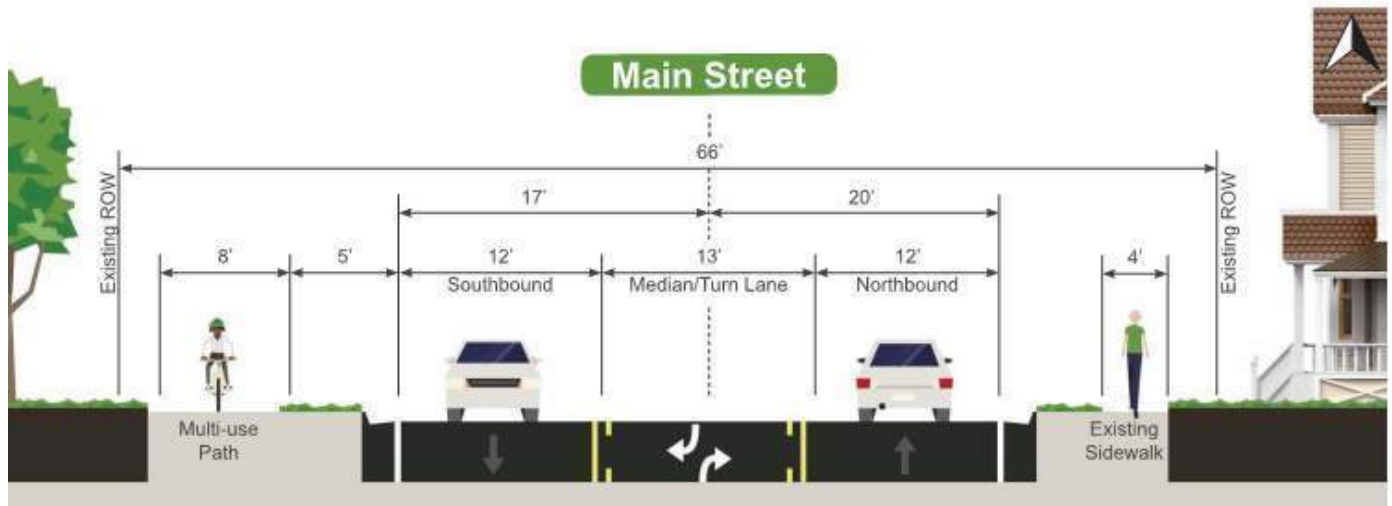 Main Street
66'
17'
20'
8'
5'
12'
13'
12'
4'
Southbound
Median/Turn Lane
Northbound
Existing ROW
Existing ROW
Multi-use
Path
Existing
Sidewalk